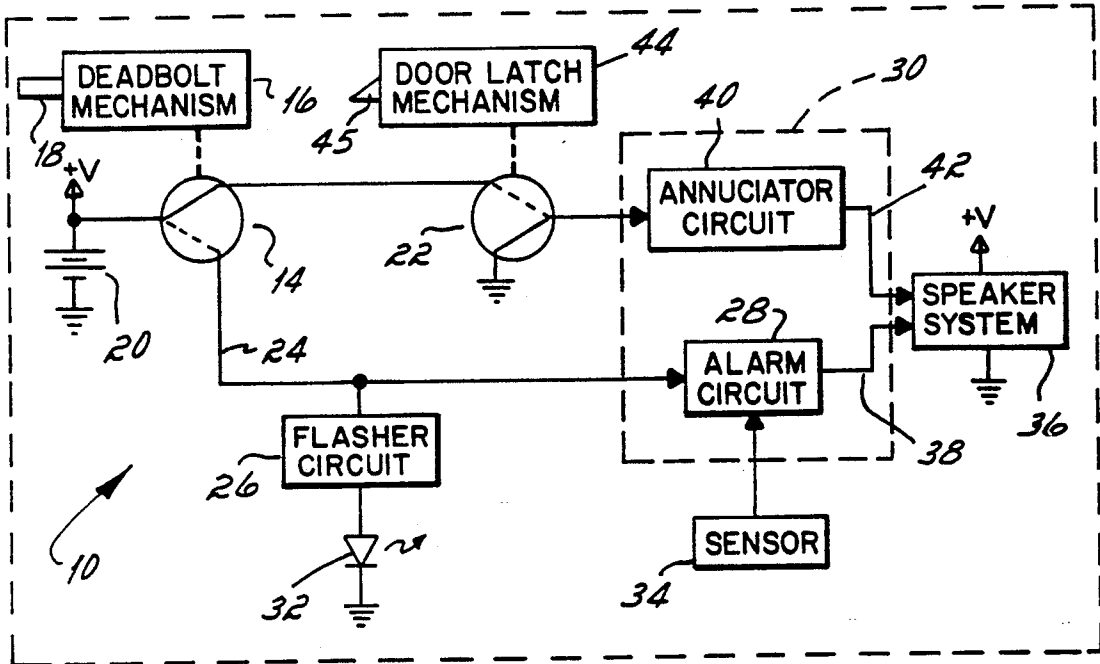 DEADBOLT
MECHANISM
16
18
DOOR LATCH
MECHANISM
44
45
30
40
+V
14
22
ANNUCIATOR
CIRCUIT
42
+V
20
24
28
SPEAKER
SYSTEM
ALARM
CIRCUIT
36
38
FLASHER
CIRCUIT
26
10
32
SENSOR
34